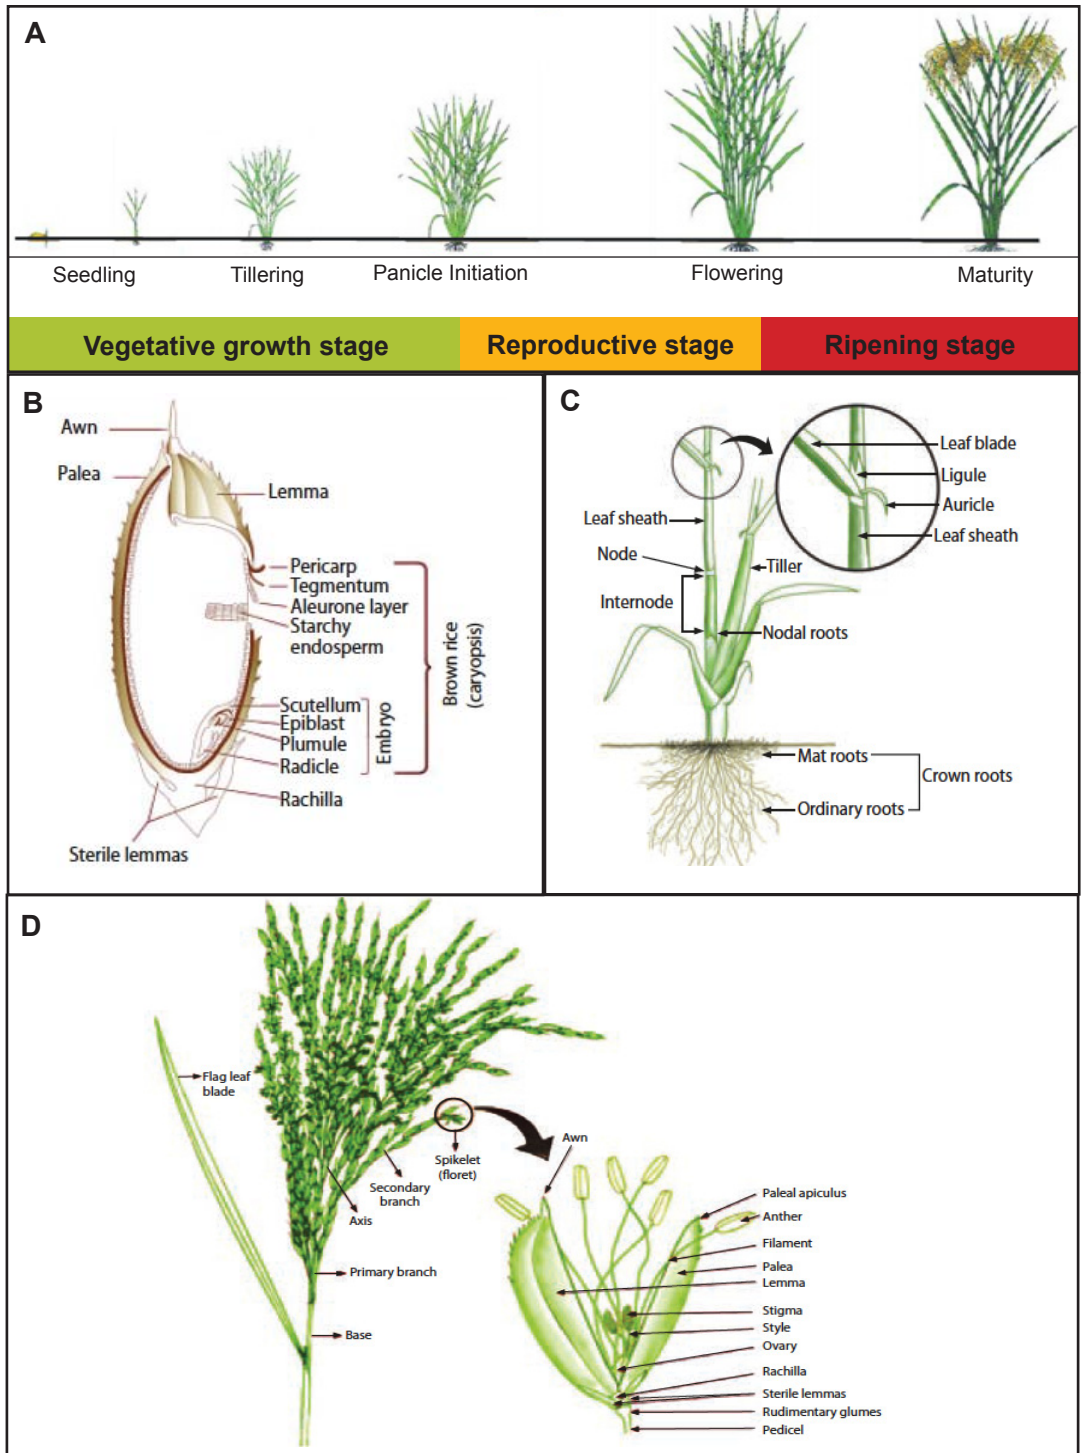 A
Seedling
Tillering
Panicle Initiation
Flowering
Maturity
Vegetative growth stage
Reproductive stage
Ripening stage
B
Awn
Palea
Lemma
Pericarp
Tegmentum
Aleurone layer
Starchy
endosperm
Scutellum
Epiblast
Plumule
Radicle
Embryo
Brown rice
(caryopsis)
Rachilla
Sterile lemmas
C
Leaf blade
Ligule
Auricle
Leaf sheath
Leaf sheath
Node
Tiller
Internode
Nodal roots
Mat roots
Crown roots
Ordinary roots
D
Flag leaf
blade
Spikelet
(floret)
Secondary
branch
Axis
Primary branch
Base
Awn
Paleal apiculus
Anther
Filament
Palea
Lemma
Stigma
Style
Ovary
Rachilla
Sterile lemmas
Rudimentary glumes
Pedicel